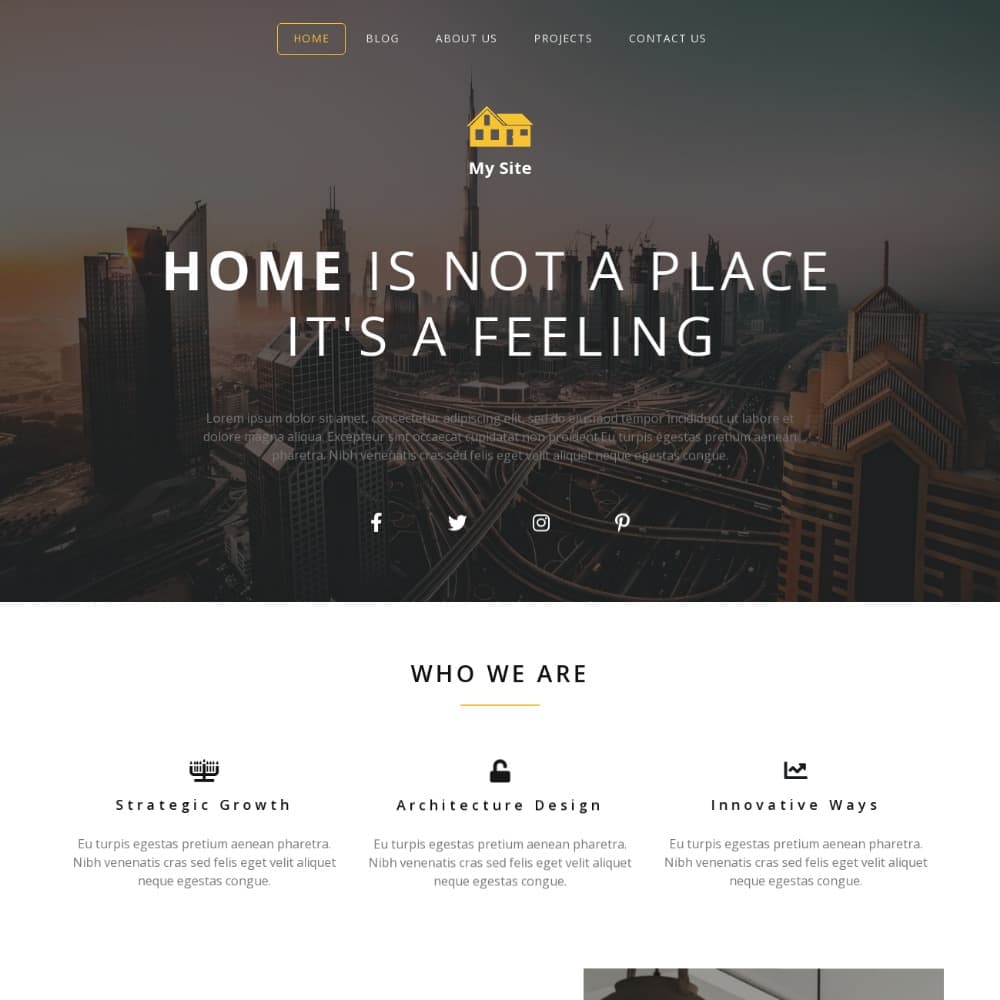 HOME BLOG ABOUT US PROJECTS CONTACT US
My Site
HOME IS NOT A PLACE
IT'S A FEELING
Lorem ipsum dolor sit amet, consectetur adipiscing elit, sed do eiusmod tempor incididunt ut labore et
dolore magna aliqua. Excepteur sint occaecat cupidatat non proident Eu turpis egestas pretium aenean
pharetra. Nibh venenatis cras sed felis eget velit aliquet neque egestas congue.
WHO WE ARE
Strategic Growth
Eu turpis egestas pretium aenean pharetra.
Nibh venenatis cras sed felis eget velit aliquet
neque egestas congue.
Architecture Design
Eu turpis egestas pretium aenean pharetra.
Nibh venenatis cras sed felis eget velit aliquet
neque egestas congue.
Innovative Ways
Eu turpis egestas pretium aenean pharetra.
Nibh venenatis cras sed felis eget velit aliquet
neque egestas congue.